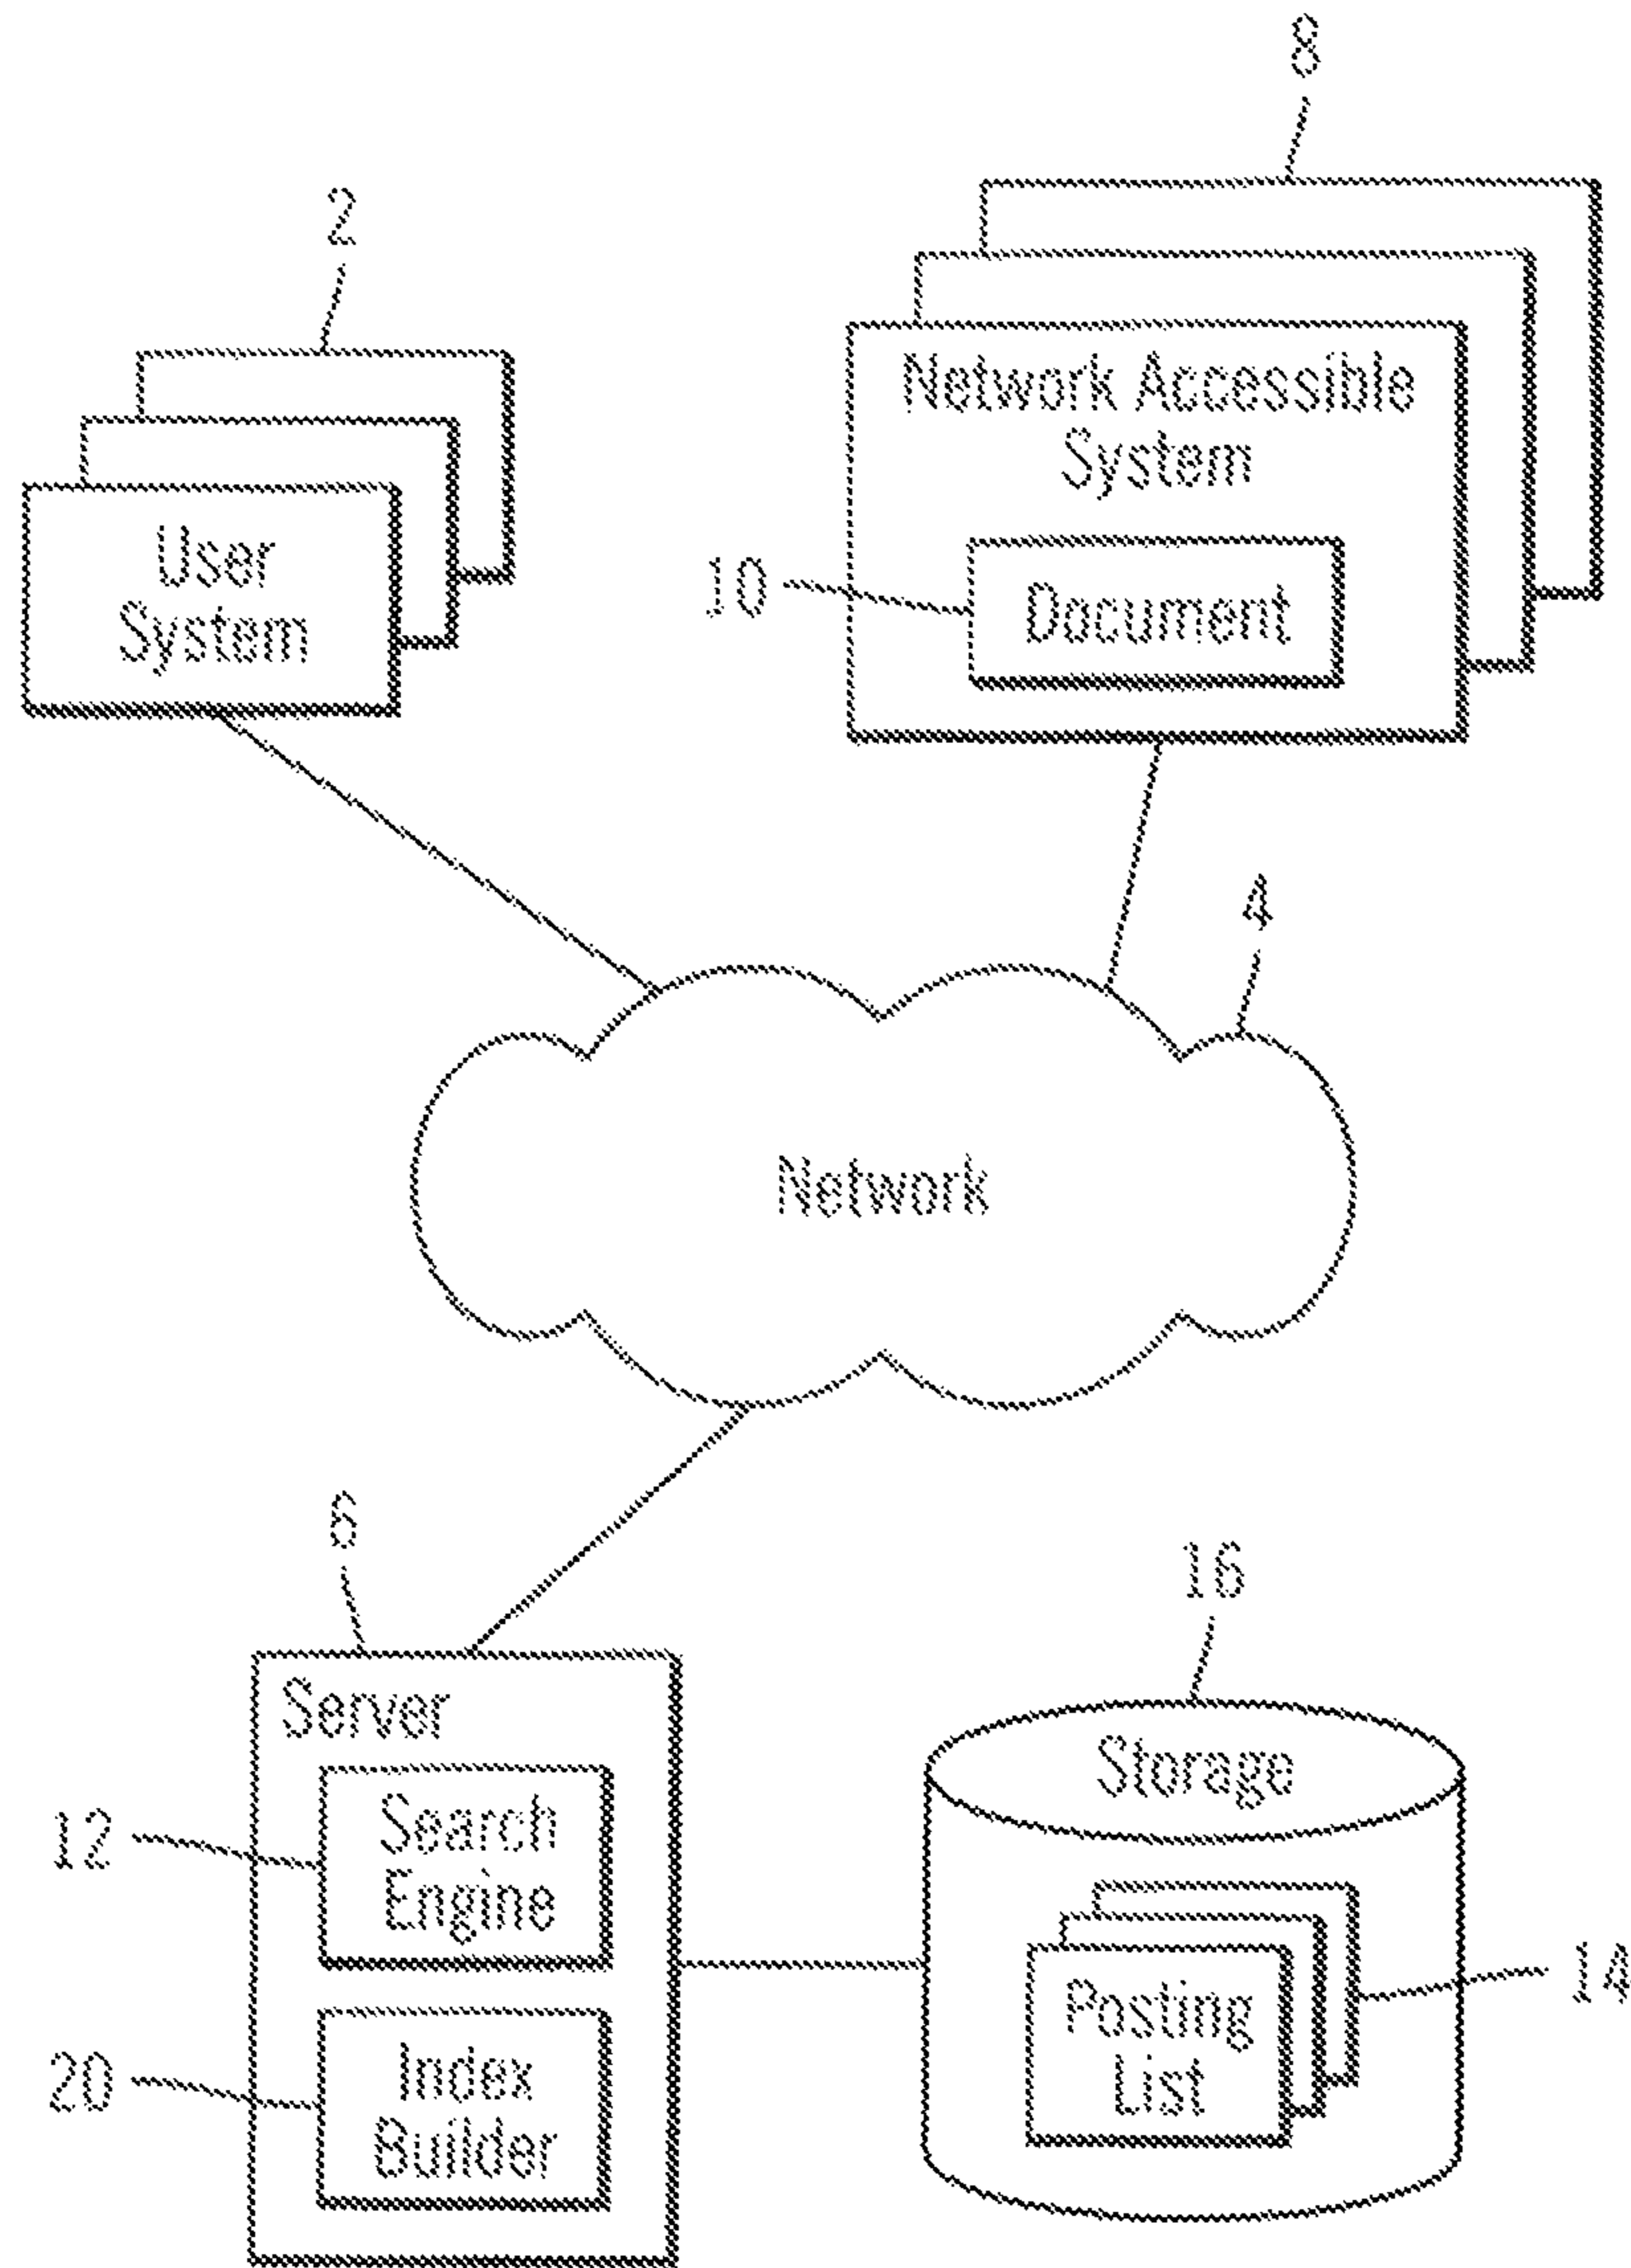 8
2
Network Accessible
System
User
System
10
Document
4
Network
6
16
Server
Storage
12
Search
Engine
14
Posting
List
20
Index
Builder